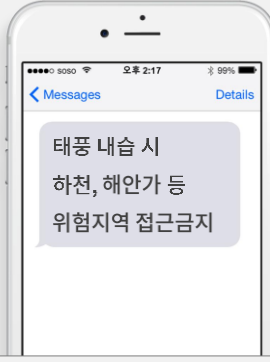 soso 오후 2:17 99%
Messages Details
태풍 내습 시
하천, 해안가 등
위험지역 접근금지